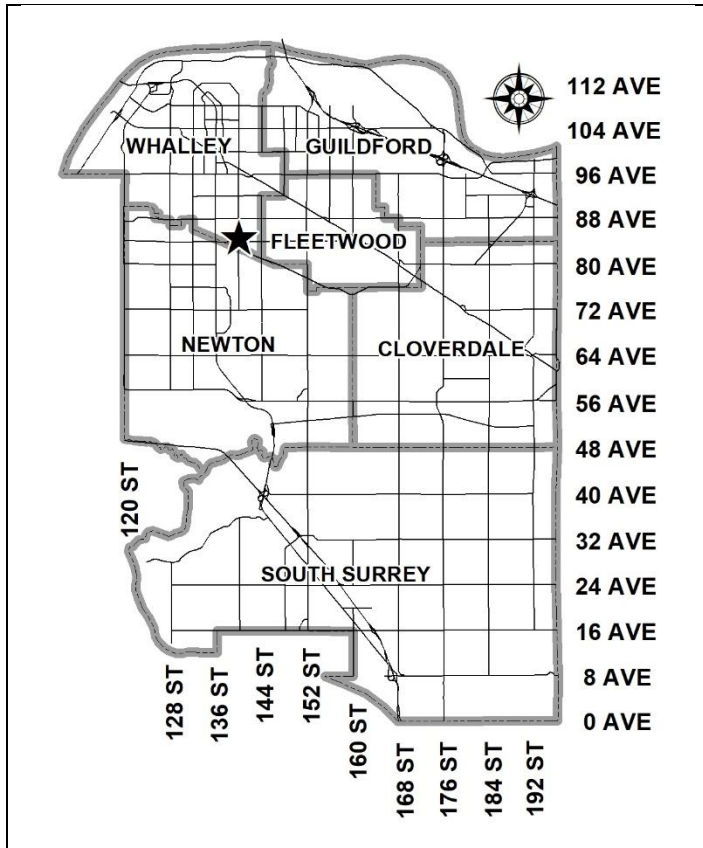 112 AVE
104 AVE
WHALLEY
GUILDFORD
96 AVE
88 AVE
FLEETWOOD
80 AVE
72 AVE
NEWTON
CLOVERDALE
64 AVE
56 AVE
48 AVE
120 ST
40 AVE
32 AVE
SOUTH SURREY
24 AVE
16 AVE
128 ST
136 ST
144 ST
152 ST
8 AVE
160 ST
0 AVE
168 ST
176 ST
184 ST
192 ST